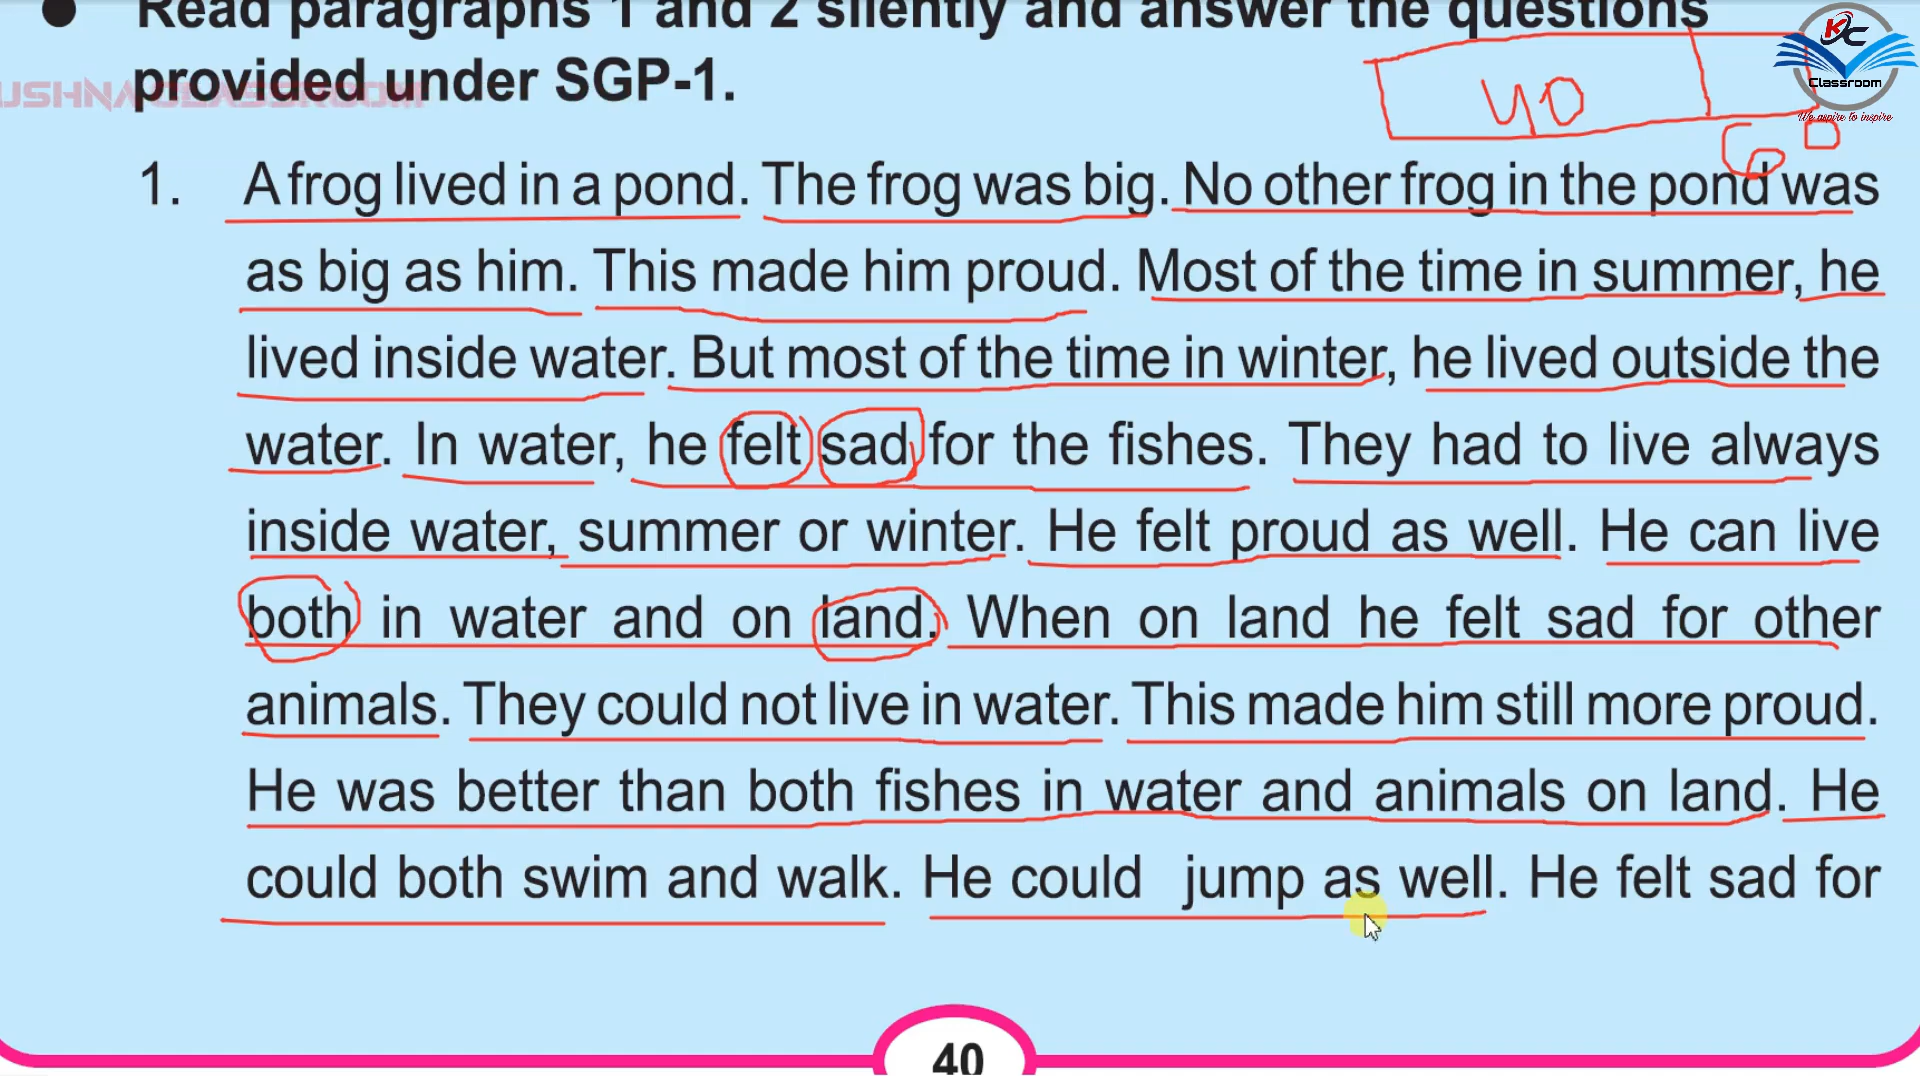 Read paragraphs 1 and 2 silently and answer the questions
provided under SGP-1.
USHNA CLASSROOM
KC
Classroom
We aspire to inspire
40
60
1. A frog lived in a pond. The frog was big. No other frog in the pond was
as big as him. This made him proud. Most of the time in summer, he
lived inside water. But most of the time in winter, he lived outside the
water. In water, he felt sad for the fishes. They had to live always
inside water, summer or winter. He felt proud as well. He can live
both in water and on land. When on land he felt sad for other
animals. They could not live in water. This made him still more proud.
He was better than both fishes in water and animals on land. He
could both swim and walk. He could jump as well. He felt sad for
40